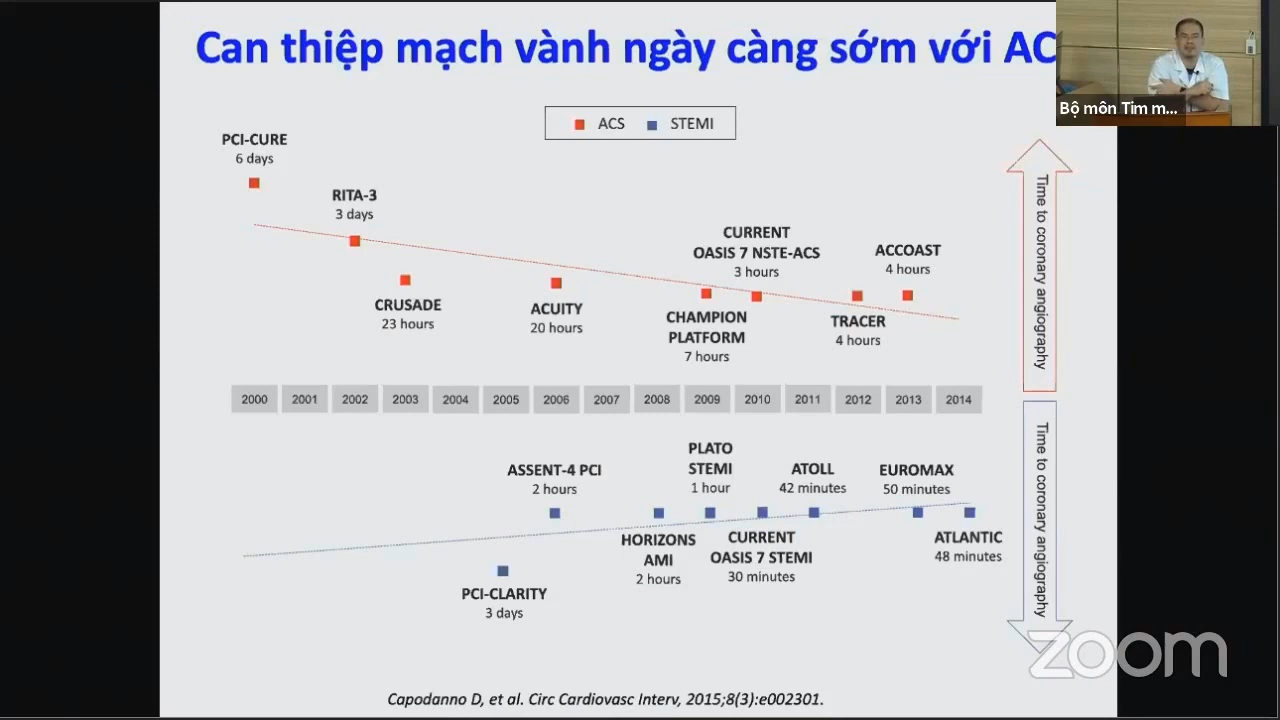 Can thiệp mạch vành ngày càng sớm với AC
Bộ môn Tim m...
ACS
STEMI
PCI-CURE
6 days
RITA-3
3 days
CRUSADE
23 hours
ACUITY
20 hours
CURRENT
OASIS 7 NSTE-ACS
3 hours
CHAMPION
PLATFORM
7 hours
ACCOAST
4 hours
TRACER
4 hours
Time to coronary angiography
2000 2001 2002 2003 2004 2005 2006 2007 2008 2009 2010 2011 2012 2013 2014
ASSENT-4 PCI
2 hours
PCI-CLARITY
3 days
HORIZONS
AMI
2 hours
PLATO
STEMI
1 hour
CURRENT
OASIS 7 STEMI
30 minutes
ATOLL
42 minutes
EUROMAX
50 minutes
ATLANTIC
48 minutes
Time to coronary angiography
zoom
Capodanno D, et al. Circ Cardiovasc Interv, 2015;8(3):e002301.